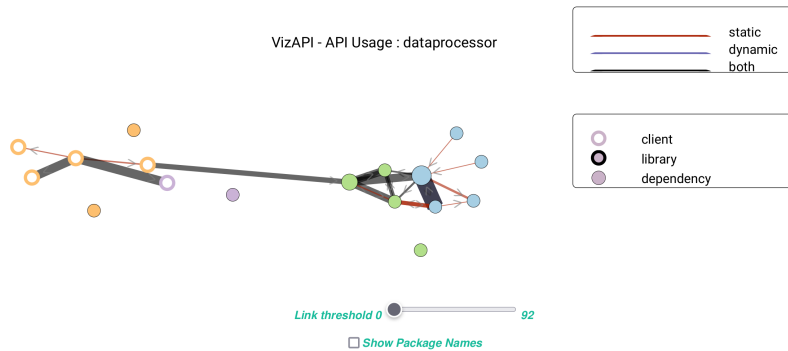 VizAPI - API Usage : dataprocessor
static
dynamic
both
client
library
dependency
Link threshold 0
92
Show Package Names